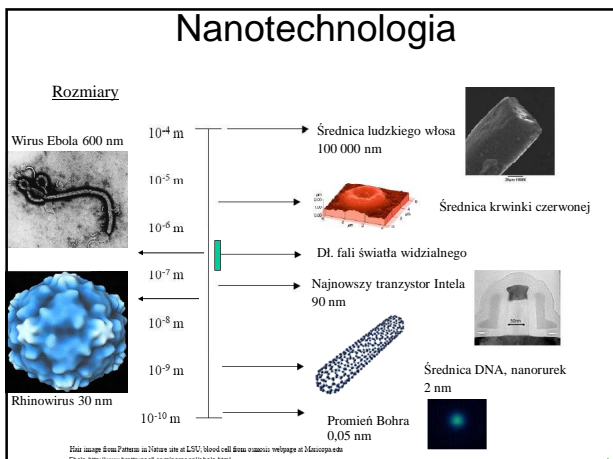 Nanotechnologia
Rozmiary
Wirus Ebola 600 nm
10-4 m
Średnica ludzkiego włosa
100 000 nm
10-5 m
Średnica krwinki czerwonej
10-6 m
Dł. fali światła widzialnego
10-7 m
Najnowszy tranzystor Intela
90 nm
50nm
10-8 m
10-9 m
Średnica DNA, nanorurek
2 nm
Rhinowirus 30 nm
10-10 m
Promień Bohra
0,05 nm
Hair image from Patterns in Nature site at LSU; blood cell from osmosis webpage at Maricopa.edu